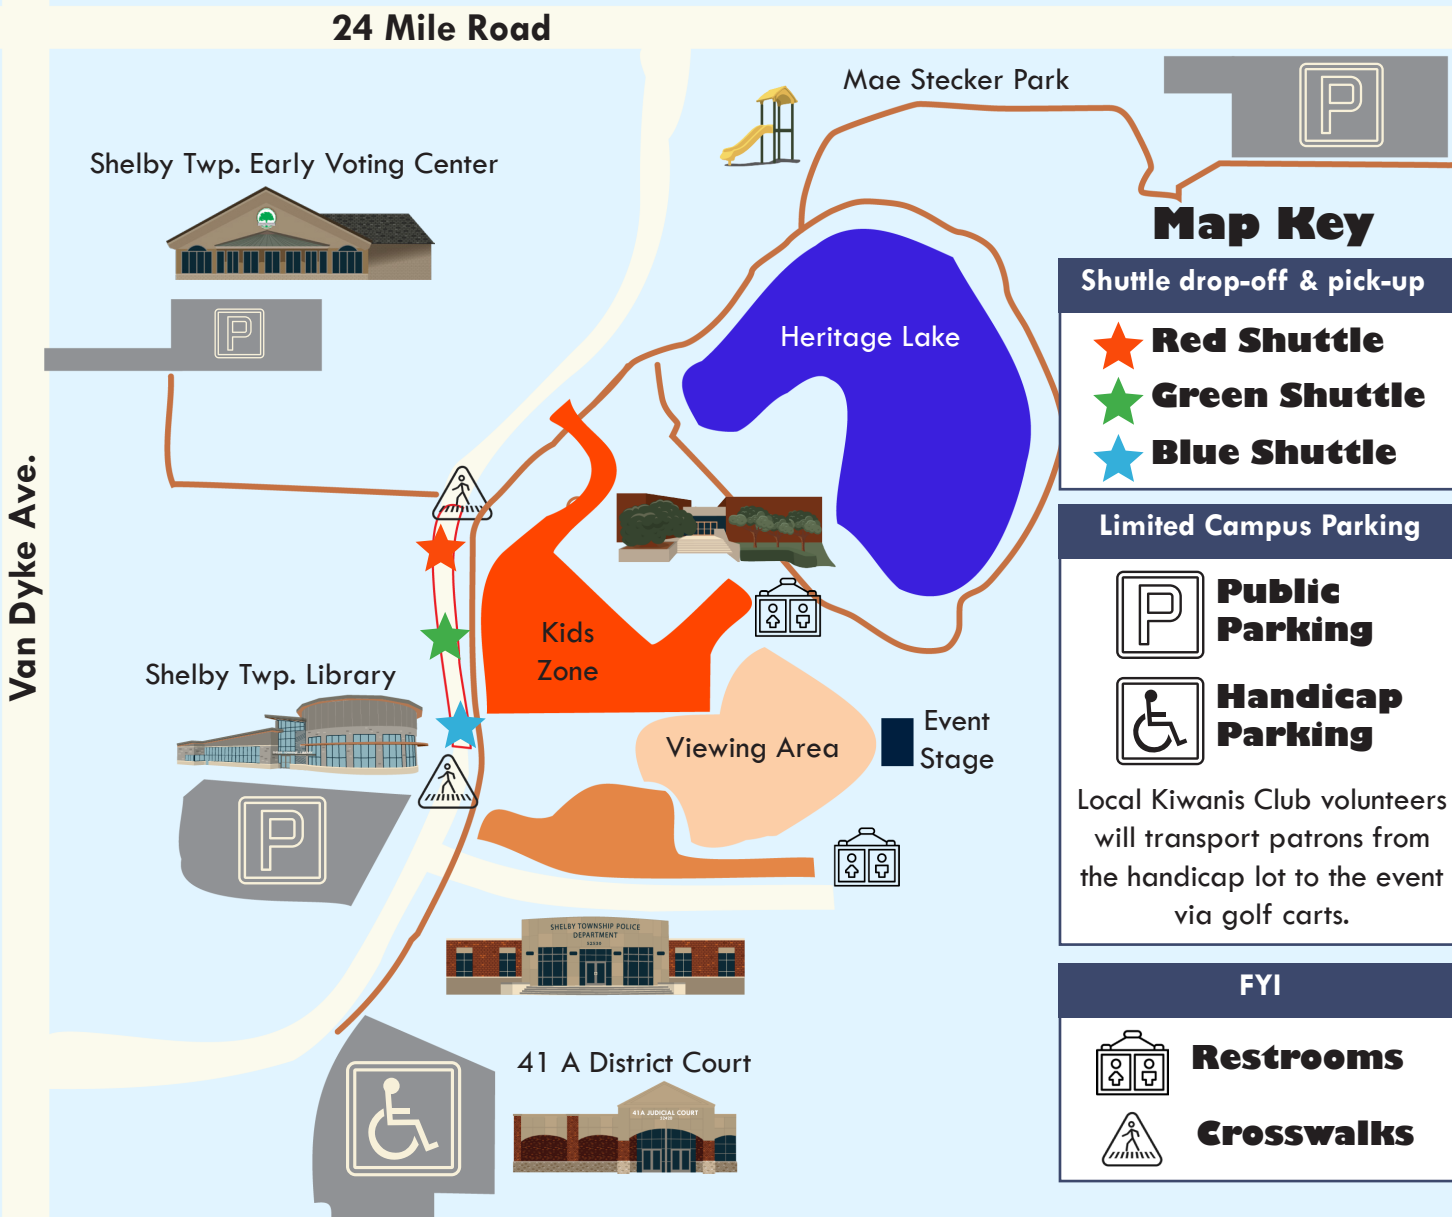 24 Mile Road
Mae Stecker Park
P
Shelby Twp. Early Voting Center
P
Heritage Lake
Van Dyke Ave.
Kids
Zone
Shelby Twp. Library
P
Viewing Area
Event
Stage
SHELBY TOWNSHIP POLICE
DEPARTMENT
52530
41 A District Court
41A JUDICIAL COURT
Map Key
Shuttle drop-off & pick-up
Red Shuttle
Green Shuttle
Blue Shuttle
Limited Campus Parking
P
Public
Parking
Handicap
Parking
Local Kiwanis Club volunteers
will transport patrons from
the handicap lot to the event
via golf carts.
FYI
Restrooms
Crosswalks